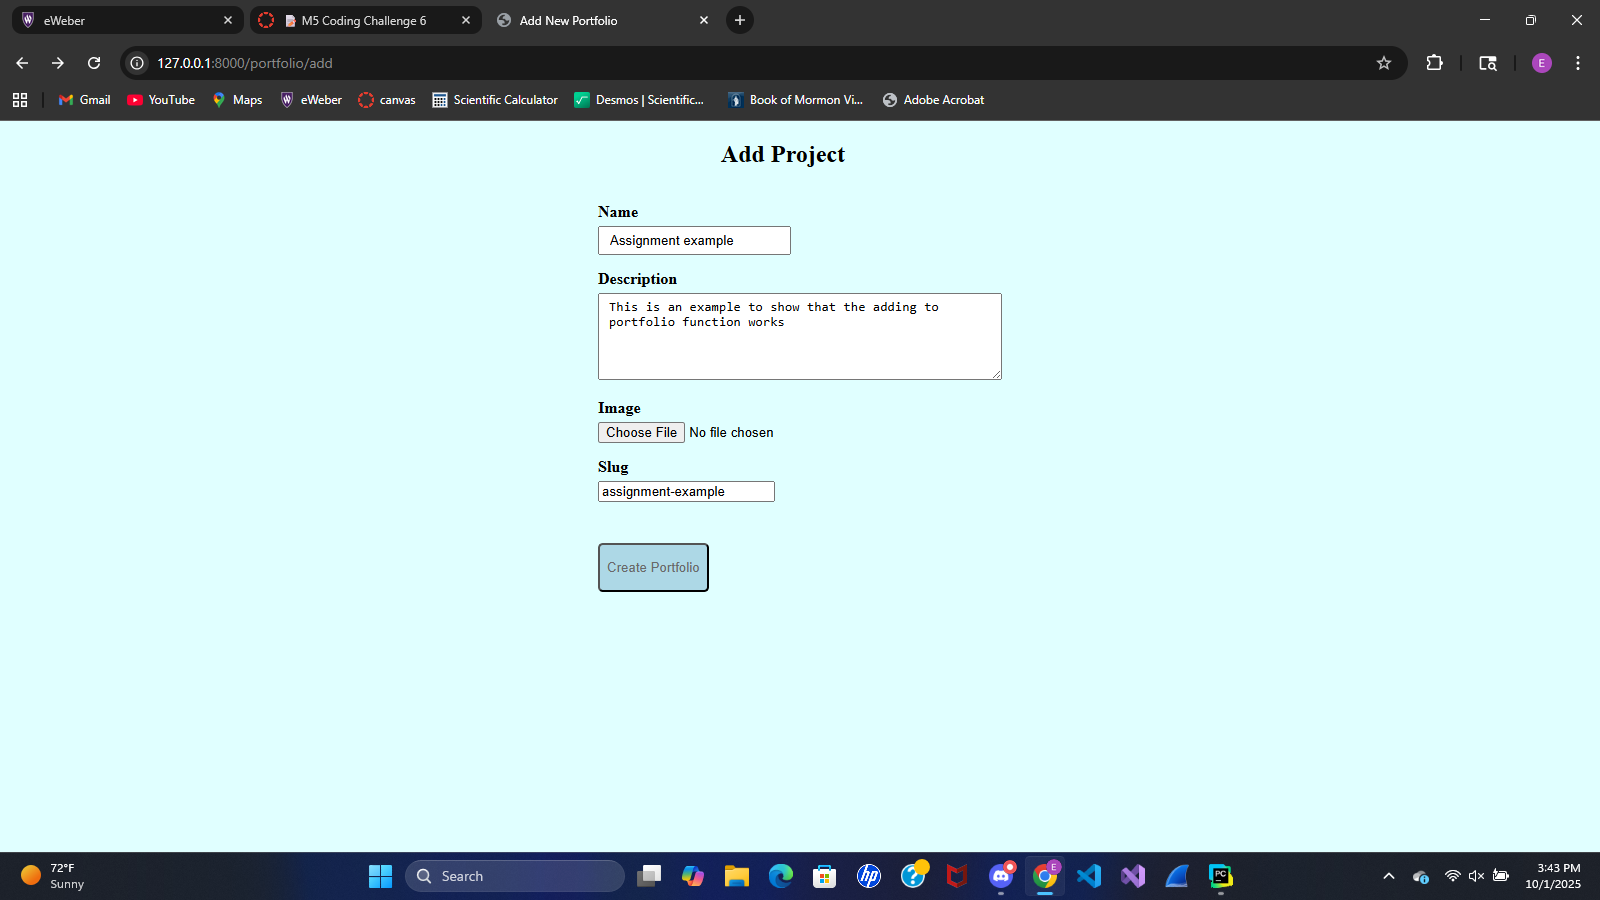 eWeber
M5 Coding Challenge 6
Add New Portfolio
127.0.0.1:8000/portfolio/add
E
Gmail
YouTube
Maps
eWeber
canvas
Scientific Calculator
Desmos | Scientific...
Book of Mormon Vi...
Adobe Acrobat
Add Project
Name
Assignment example
Description
This is an example to show that the adding to
portfolio function works
Image
Choose File No file chosen
Slug
assignment-example
Create Portfolio
72°F
Sunny
Search
hp
E
PC
3:43 PM
10/1/2025